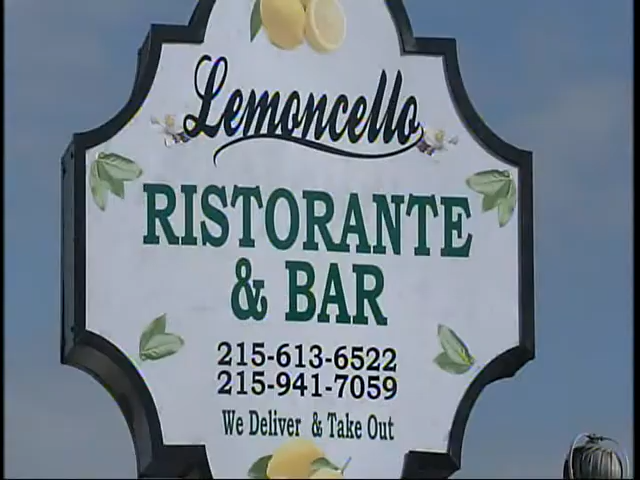 Lemoncello
RISTORANTE
& BAR
215-613-6522
215-941-7059
We Deliver & Take Out